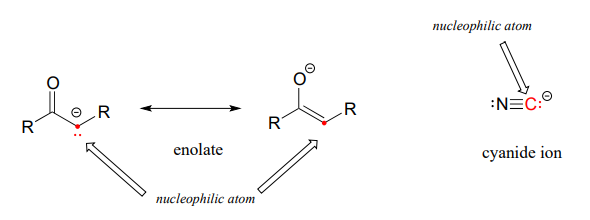 nucleophilic atom
O
⊖
R
R
..
O⊖
R
R
:N≡C:⊖
enolate
cyanide ion
nucleophilic atom